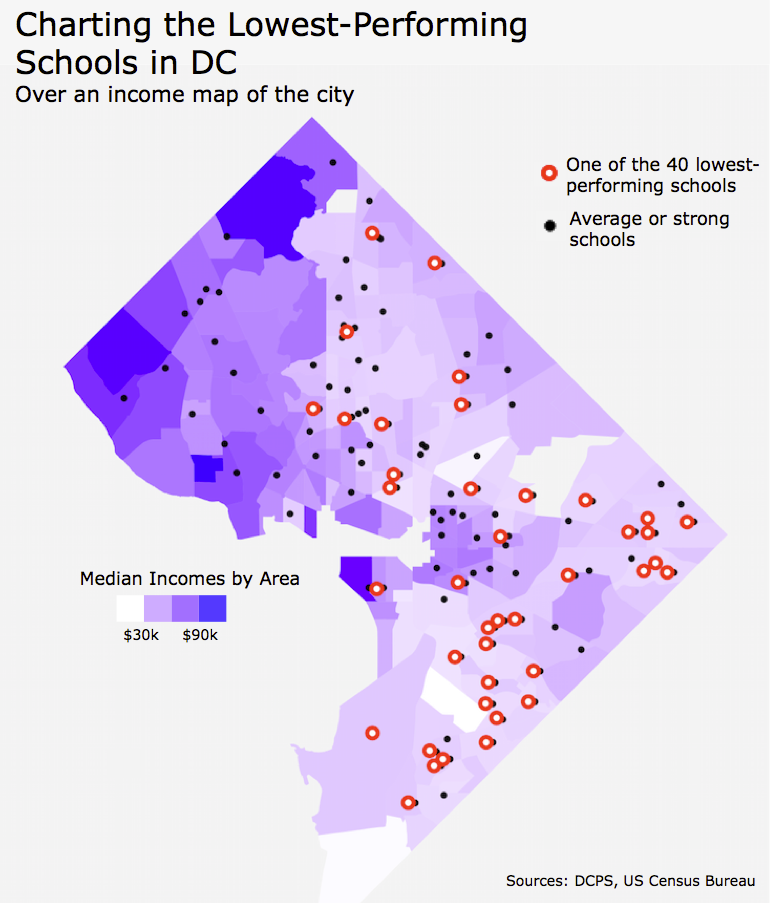 Charting the Lowest-Performing
Schools in DC
Over an income map of the city
One of the 40 lowest-
performing schools
Average or strong
schools
Median Incomes by Area
$30k $90k
Sources: DCPS, US Census Bureau